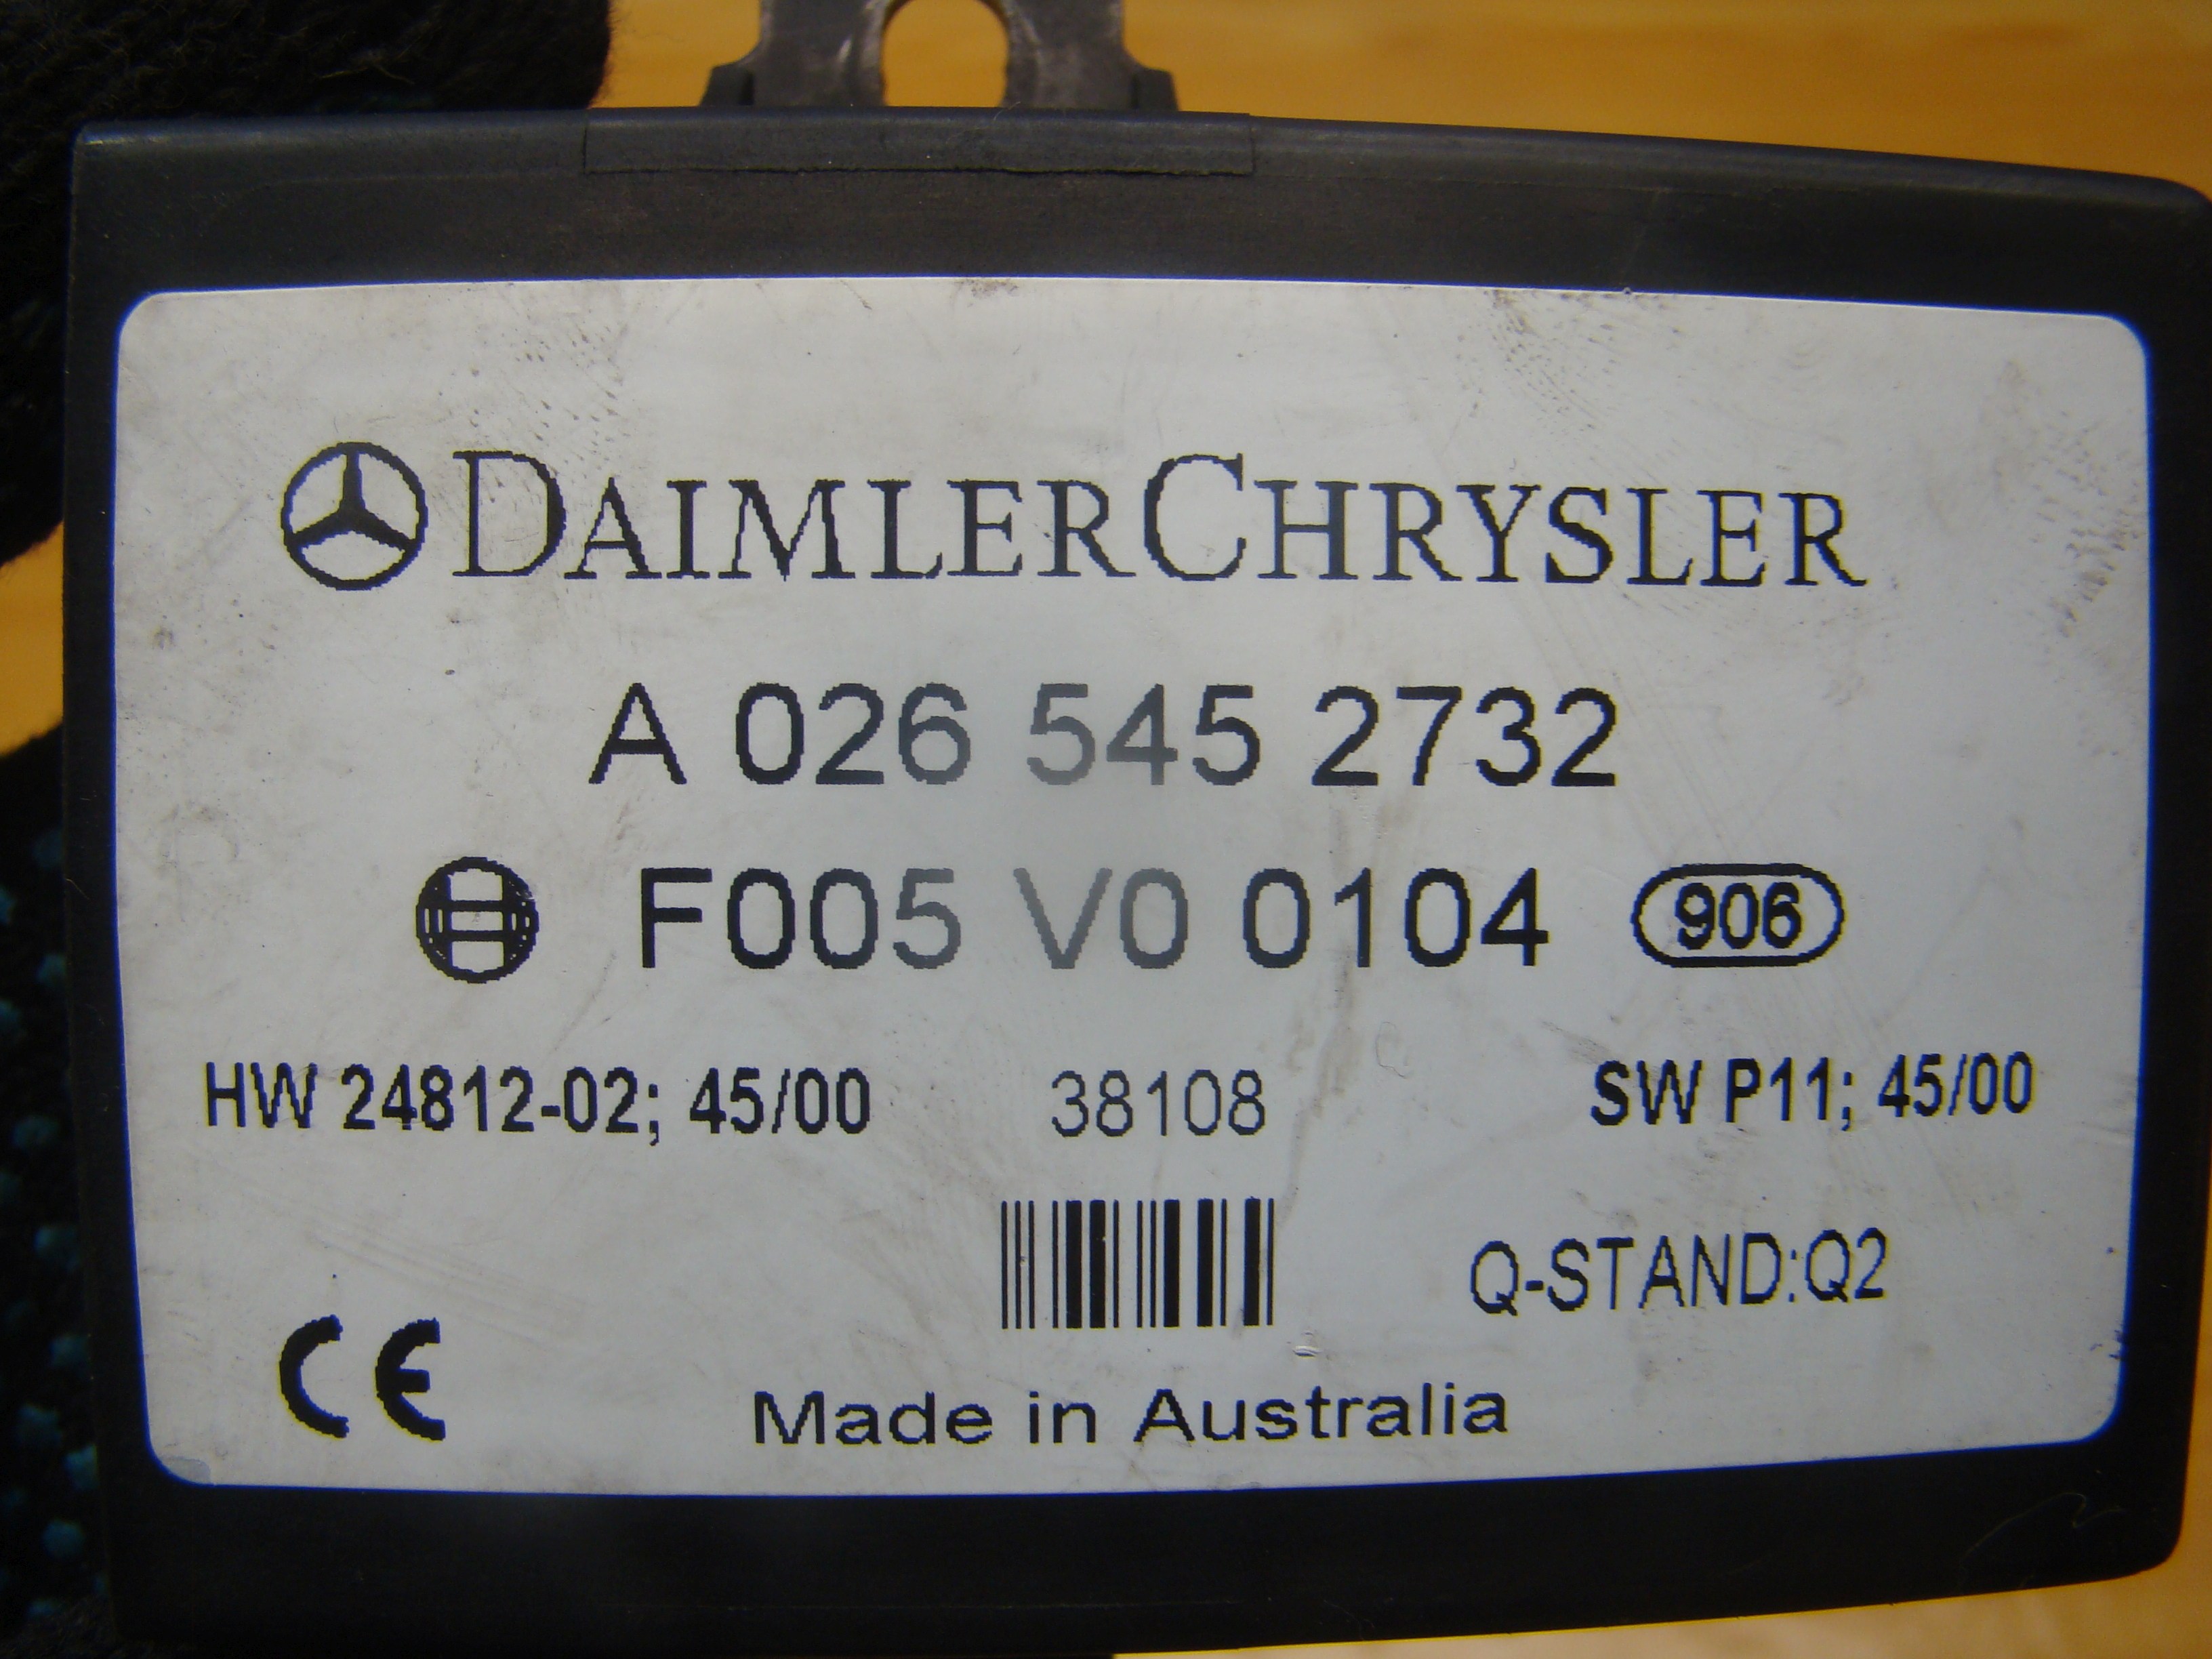 DAIMLERCHRYSLER
A 026 545 2732
F005 V0 0104 906
HW 24812-02; 45/00 38108 SW P11; 45/00
Q-STAND:Q2
CE
Made in Australia